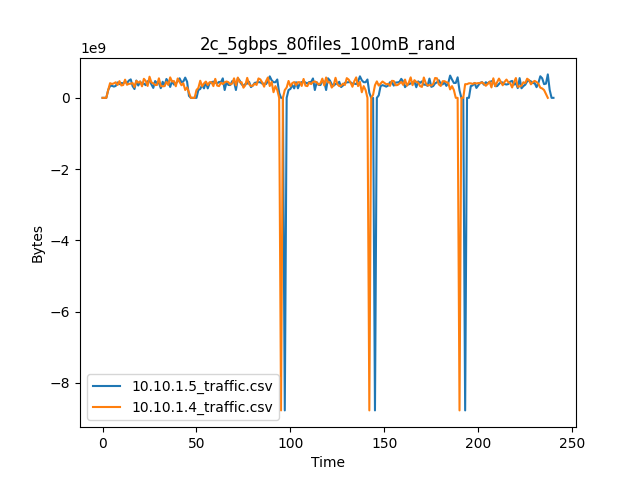 2c_5gbps_80files_100mB_rand
1e9
0
−2
−4
−6
−8
Bytes
10.10.1.5_traffic.csv
10.10.1.4_traffic.csv
0 50 100 150 200 250
Time